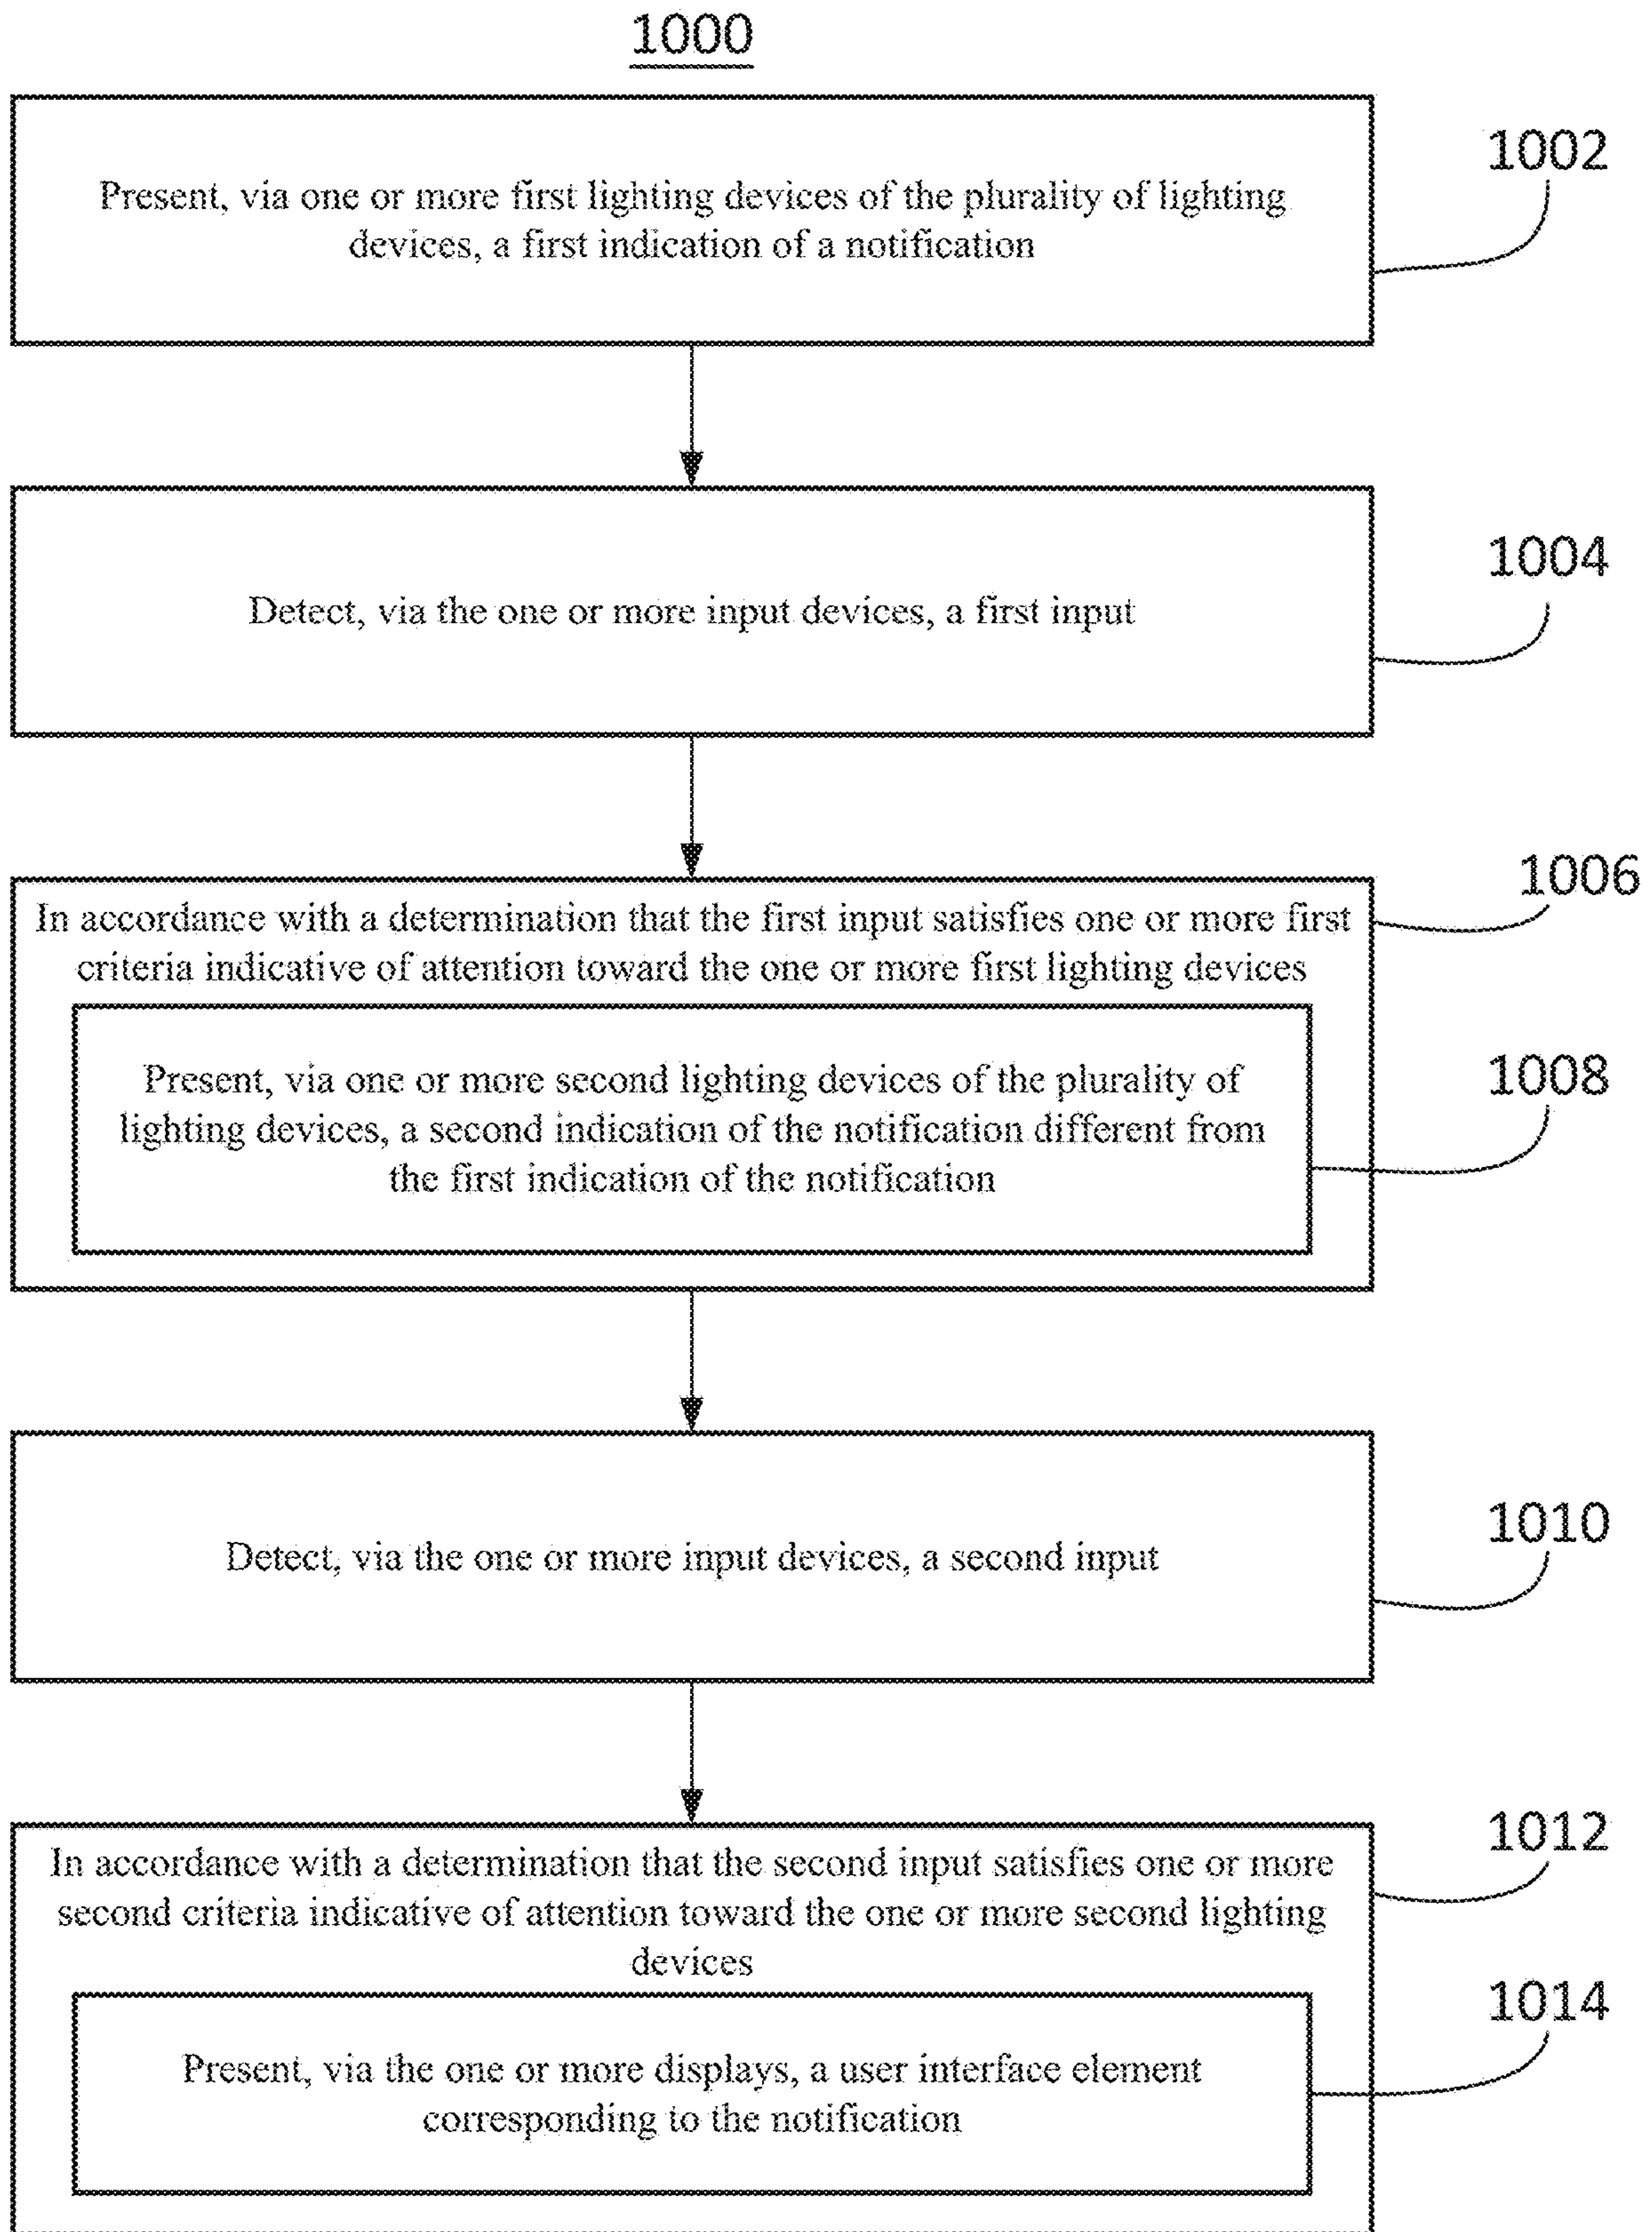 1000
1002
Present, via one or more first lighting devices of the plurality of lighting
devices, a first indication of a notification
1004
Detect, via the one or more input devices, a first input
1006
In accordance with a determination that the first input satisfies one or more first
criteria indicative of attention toward the one or more first lighting devices
1008
Present, via one or more second lighting devices of the plurality of
lighting devices, a second indication of the notification different from
the first indication of the notification
1010
Detect, via the one or more input devices, a second input
1012
In accordance with a determination that the second input satisfies one or more
second criteria indicative of attention toward the one or more second lighting
devices
1014
Present, via the one or more displays, a user interface element
corresponding to the notification